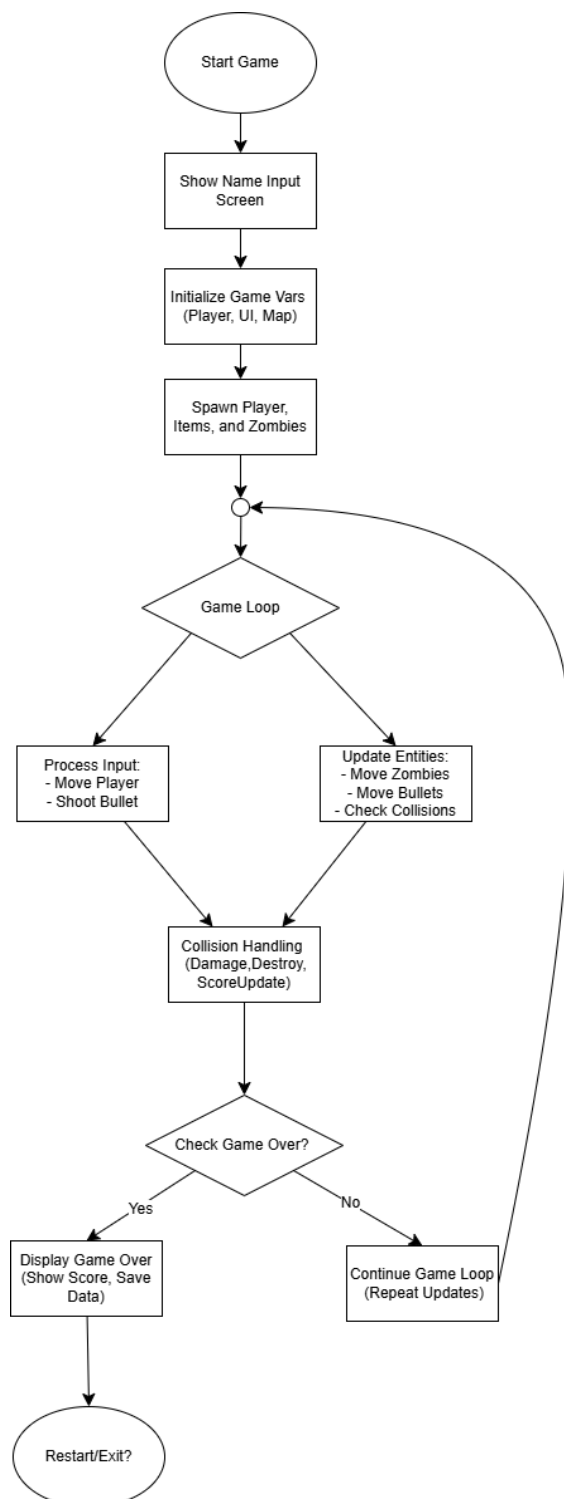 Start Game
Show Name Input
Screen
Initialize Game Vars
(Player, UI, Map)
Spawn Player,
Items, and Zombies
Game Loop
Process Input:
- Move Player
- Shoot Bullet
Update Entities:
- Move Zombies
- Move Bullets
- Check Collisions
Collision Handling
(Damage,Destroy,
ScoreUpdate)
Check Game Over?
Yes
No
Display Game Over
(Show Score, Save
Data)
Continue Game Loop
(Repeat Updates)
Restart/Exit?